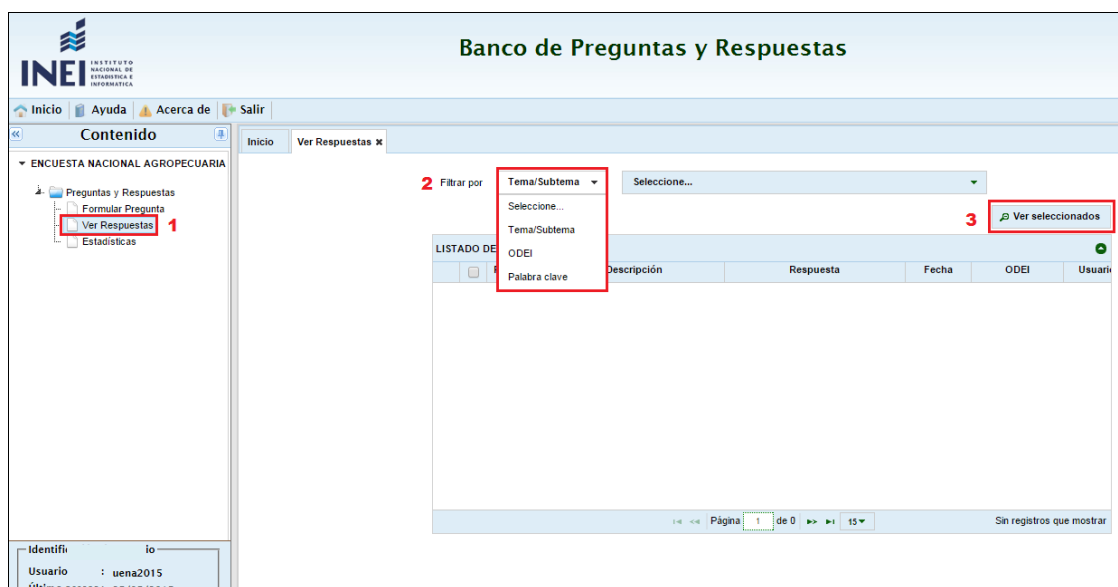 INEI
INSTITUTO
NACIONAL DE
ESTADISTICA E
INFORMATICA
Banco de Preguntas y Respuestas
Inicio Ayuda Acerca de Salir
Contenido
Inicio Ver Respuestas
ENCUESTA NACIONAL AGROPECUARIA
Preguntas y Respuestas
Formular Pregunta
Ver Respuestas 1
Estadísticas
2 Filtrar por Tema/Subtema Seleccione...
Seleccione...
Tema/Subtema
ODEI
Palabra clave
3 Ver seleccionados
LISTADO DE
Descripción Respuesta Fecha ODEI Usuario
Página 1 de 0 15 Sin registros que mostrar
Usuario : uena2015